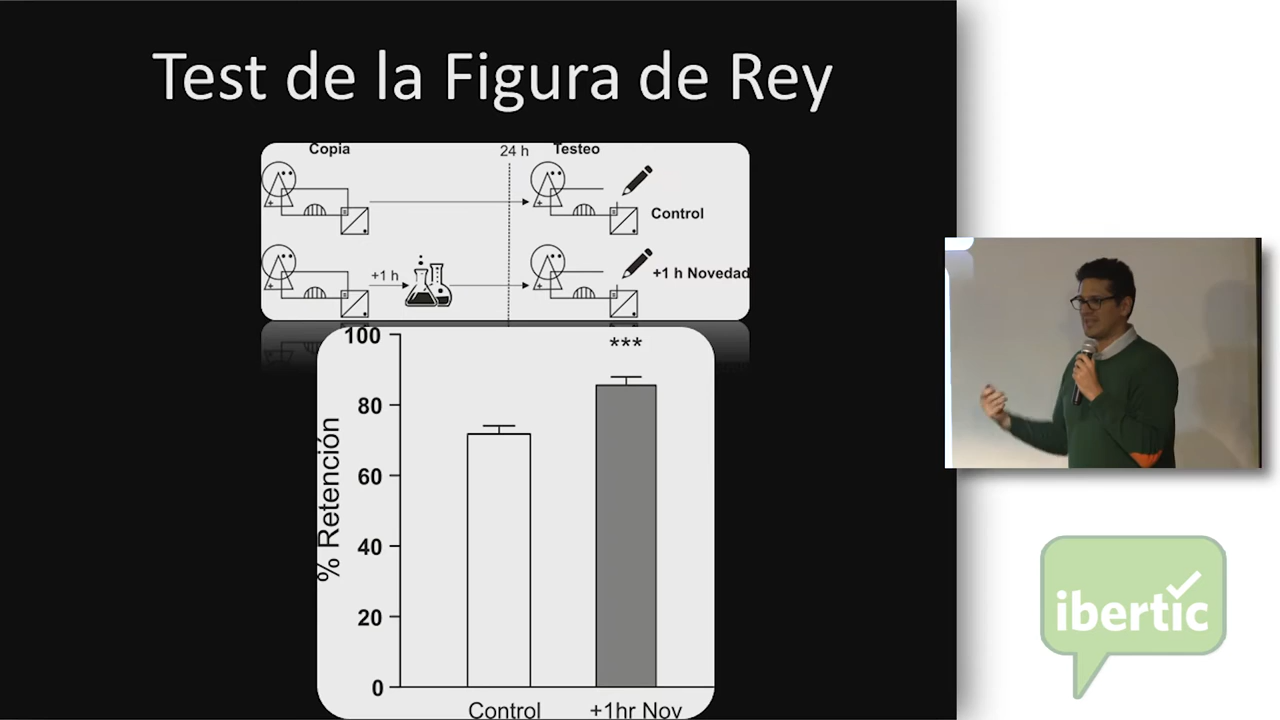 Test de la Figura de Rey
Copia
24 h
Testeo
Control
+1 h
+1 h Novedad
100
80
60
40
20
0
% Retención
***
Control
+1hr Nov
ibertic